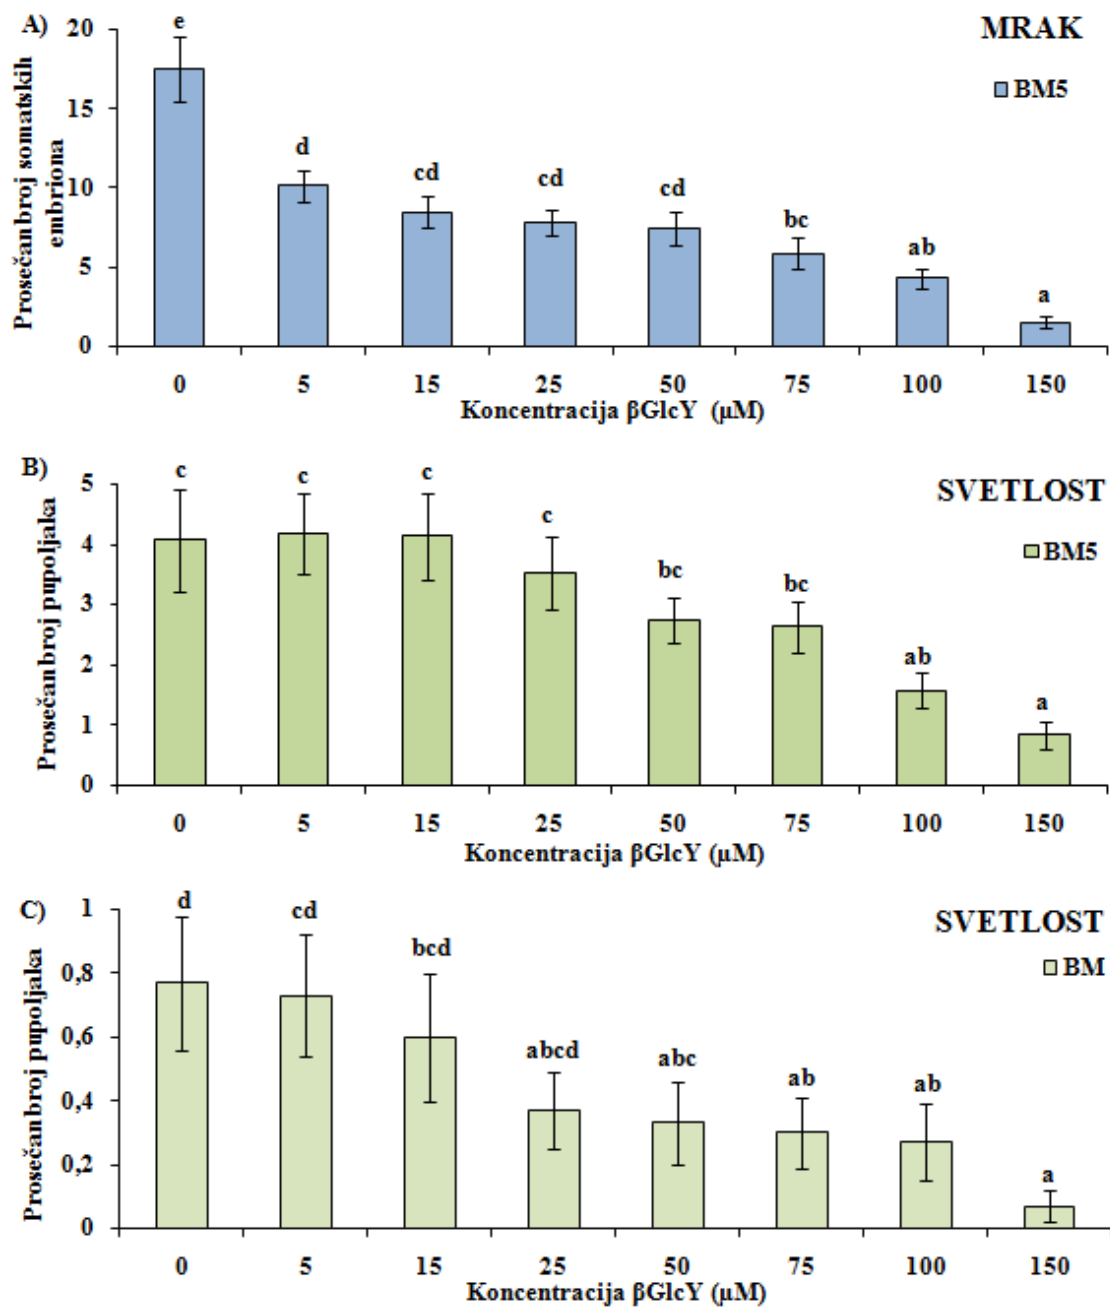 A)
MRAK
BM5
Prosečan broj somatskih
embriona
20
15
10
5
0
e
d
cd
cd
cd
bc
ab
a
0 5 15 25 50 75 100 150
Koncentracija βGlcY (µM)
B)
SVETLOST
BM5
Prosečan broj pupoljaka
5
4
3
2
1
0
c
c
c
c
bc
bc
ab
a
0 5 15 25 50 75 100 150
Koncentracija βGlcY (µM)
C)
SVETLOST
BM
Prosečan broj pupoljaka
1
0,8
0,6
0,4
0,2
0
d
cd
bcd
abcd
abc
ab
ab
a
0 5 15 25 50 75 100 150
Koncentracija βGlcY (µM)